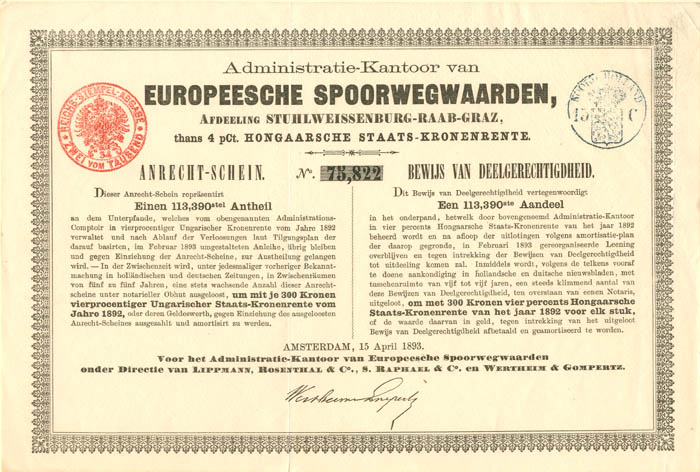 Administratie-Kantoor van
EUROPEESCHE SPOORWEGWAARDEN,
AFDEELING STUHLWEISSENBURG-RAAB-GRAZ,
thans 4 pCt. HONGAARSCHE STAATS-KRONENRENTE.
REICHS-STEMPEL-ABGABE
VIERZ. VOM TAUSEND
NOORD HOLLAND
15 C
ANRECHT-SCHEIN.
No. 75,822
BEWIJS VAN DEELGERECHTIGDHEID.
Dieser Anrecht-Schein repräsentirt
Einen 113,390stel Antheil
an dem Unterpfande, welches vom obengenannten Administrations-
Comptoir in vierprocentiger Ungarischer Kronenrente vom Jahre 1892
verwaltet und nach Ablauf der Verloosungen laut Tilgungsplan der
darauf basirten, im Februar 1893 umgestalteten Anleihe, übrig bleiben
und gegen Einziehung der Anrecht-Scheine, zur Austheilung gelangen
wird. — In der Zwischenzeit wird, unter jedesmaliger vorheriger Bekannt-
machung in holländischen und deutschen Zeitungen, in Zwischenräumen
von fünf zu fünf Jahren, eine stets wachsende Anzahl dieser Anrecht-
scheine unter notarieller Obhut ausgeloost, um mit je 300 Kronen
vierprocentiger Ungarischer Staats-Kronenrente vom
Jahre 1892, oder deren Geldeswerth, gegen Einziehung des ausgeloosten
Anrecht-Scheines ausgezahlt und amortisirt zu werden.
Dit Bewijs van Deelgerechtigdheid vertegenwoordigt
Een 113,390ste Aandeel
in het onderpand, hetwelk door bovengenoemd Administratie-Kantoor
in vier percents Hongaarsche Staats-Kronenrente van het jaar 1892
beheerd wordt en na afloop der uitlotingen volgens amortisatie-plan
der daarop gegronde, in Februari 1893 gereorganiseerde Leening
overblijven en tegen intrekking der Bewijzen van Deelgerechtigdheid
tot uitdeeling komen zal. Inmiddels wordt, volgens de telken vooraf
te doene aankondiging in hollandsche en duitsche nieuwsbladen, met
tusschenruimten van vijf tot vijf jaren, een steeds klimmend aantal van
deze Bewijzen van Deelgerechtigdheid, ten overstaan van eenen Notaris,
uitgeloot, om met 300 Kronen vier percents Hongaarsche
Staats-Kronenrente van het jaar 1892 voor elk stuk,
of de waarde daarvan in geld, tegen intrekking van het uitgeloot
Bewijs van Deelgerechtigdheid afbetaald en geamortiseerd te worden.
AMSTERDAM, 15 April 1893.
Voor het Administratie-Kantoor van Europeesche Spoorwegwaarden
onder Directie van LIPPMANN, ROSENTHAL & Co., S. RAPHAEL & Co. en WERTHEIM & GOMPERTZ.
Wertheim Gompertz